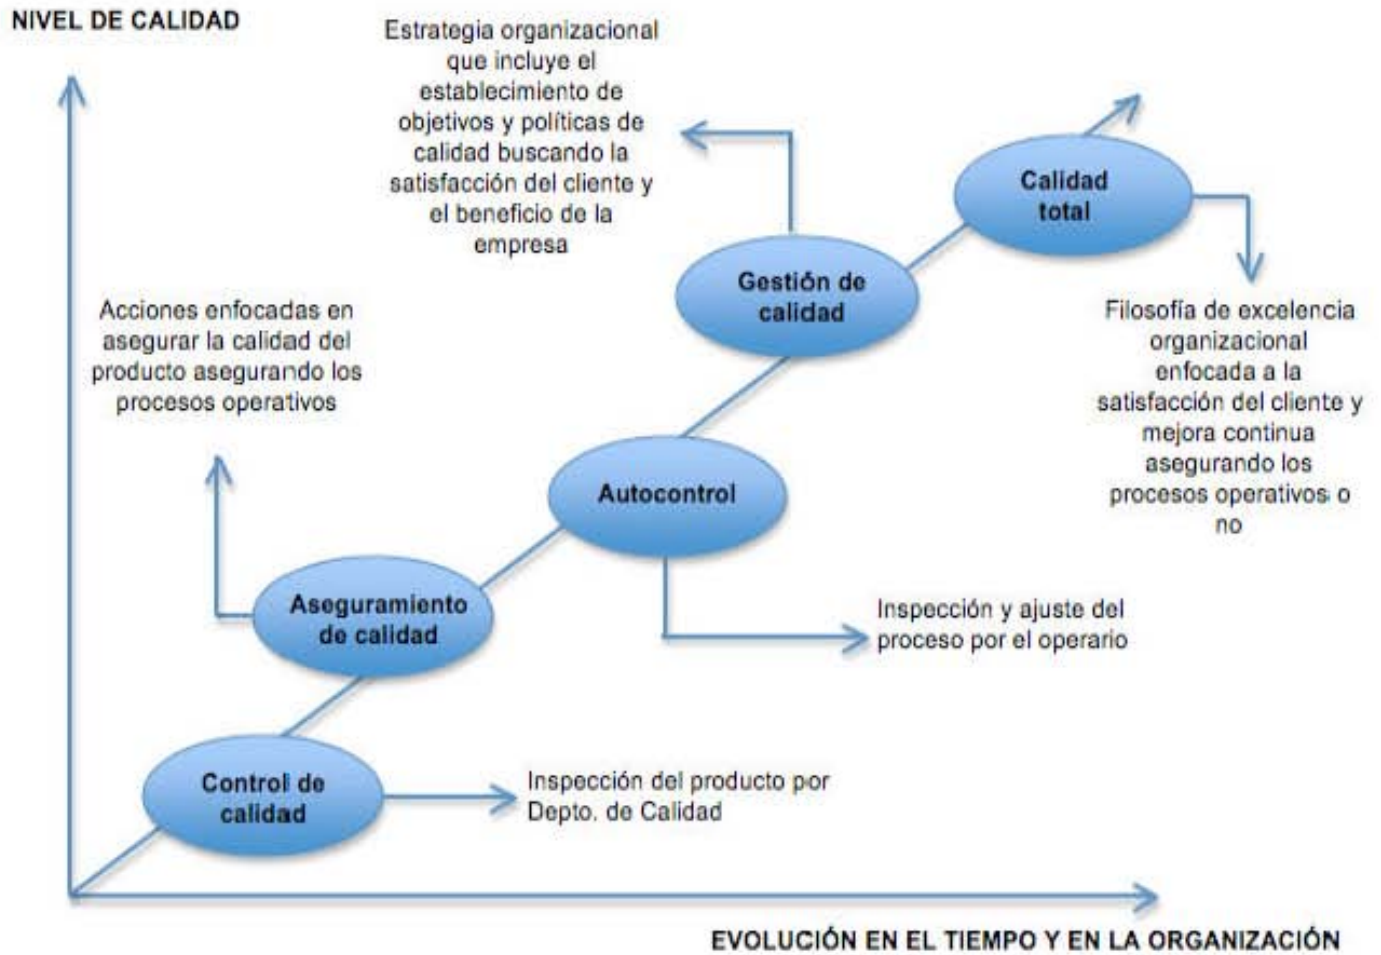 NIVEL DE CALIDAD
Estrategia organizacional
que incluye el
establecimiento de
objetivos y políticas de
calidad buscando la
satisfacción del cliente y
el beneficio de la
empresa
Calidad
total
Gestión de
calidad
Acciones enfocadas en
asegurar la calidad del
producto asegurando los
procesos operativos
Filosofía de excelencia
organizacional
enfocada a la
satisfacción del cliente y
mejora continua
asegurando los
procesos operativos o
no
Autocontrol
Aseguramiento
de calidad
Inspección y ajuste del
proceso por el operario
Control de
calidad
Inspección del producto por
Depto. de Calidad
EVOLUCIÓN EN EL TIEMPO Y EN LA ORGANIZACIÓN